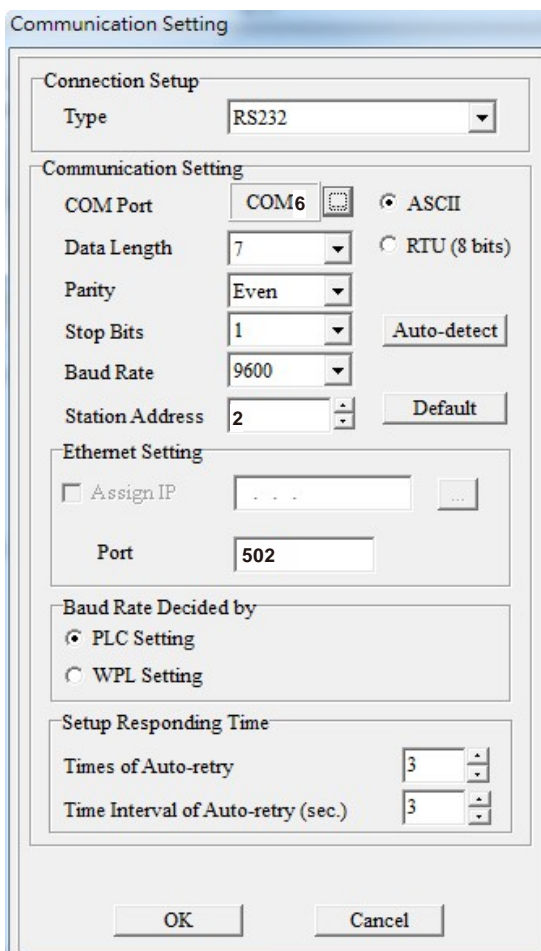 Communication Setting
Connection Setup
Type RS232
Communication Setting
COM Port COM6 ASCII
Data Length 7 RTU (8 bits)
Parity Even
Stop Bits 1 Auto-detect
Baud Rate 9600
Station Address 2 Default
Ethernet Setting
Assign IP . . . ...
Port 502
Baud Rate Decided by
PLC Setting
WPL Setting
Setup Responding Time
Times of Auto-retry 3
Time Interval of Auto-retry (sec.) 3
OK Cancel